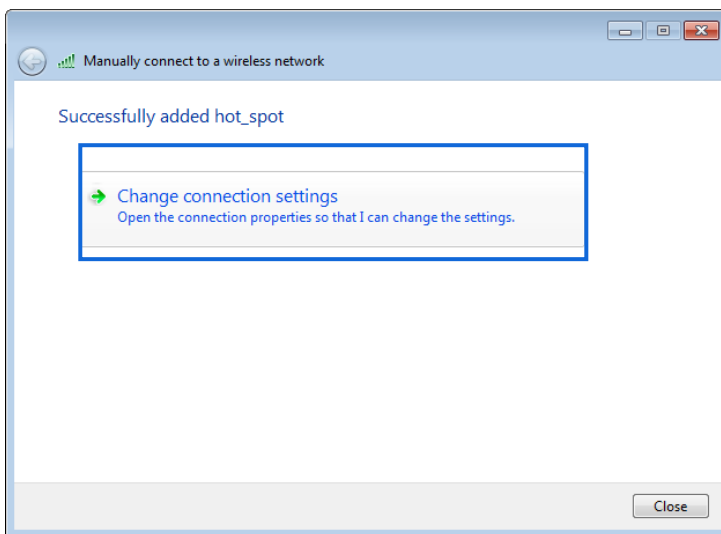 Manually connect to a wireless network
Successfully added hot_spot
Change connection settings
Open the connection properties so that I can change the settings.
Close